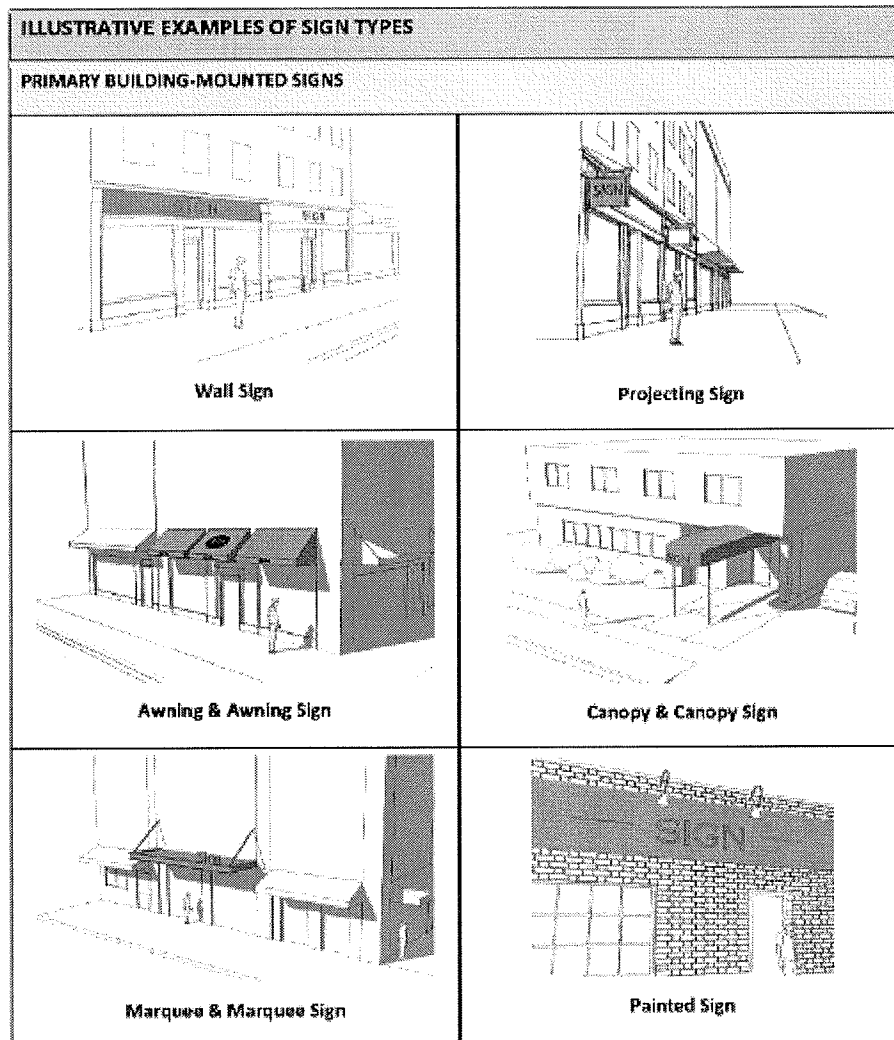 ILLUSTRATIVE EXAMPLES OF SIGN TYPES
PRIMARY BUILDING-MOUNTED SIGNS
SIGN
SIGN
Wall Sign
Projecting Sign
Awning & Awning Sign
Canopy & Canopy Sign
SIGN
Marquee & Marquee Sign
Painted Sign